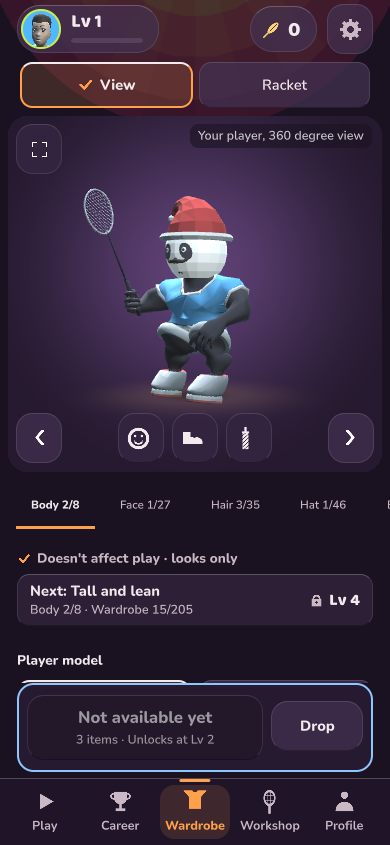 Lv 1
0
View
Racket
Your player, 360 degree view
Body 2/8
Face 1/27
Hair 3/35
Hat 1/46
Doesn't affect play · looks only
Next: Tall and lean
Body 2/8 · Wardrobe 15/205
Lv 4
Player model
Not available yet
3 items · Unlocks at Lv 2
Drop
Play
Career
Wardrobe
Workshop
Profile